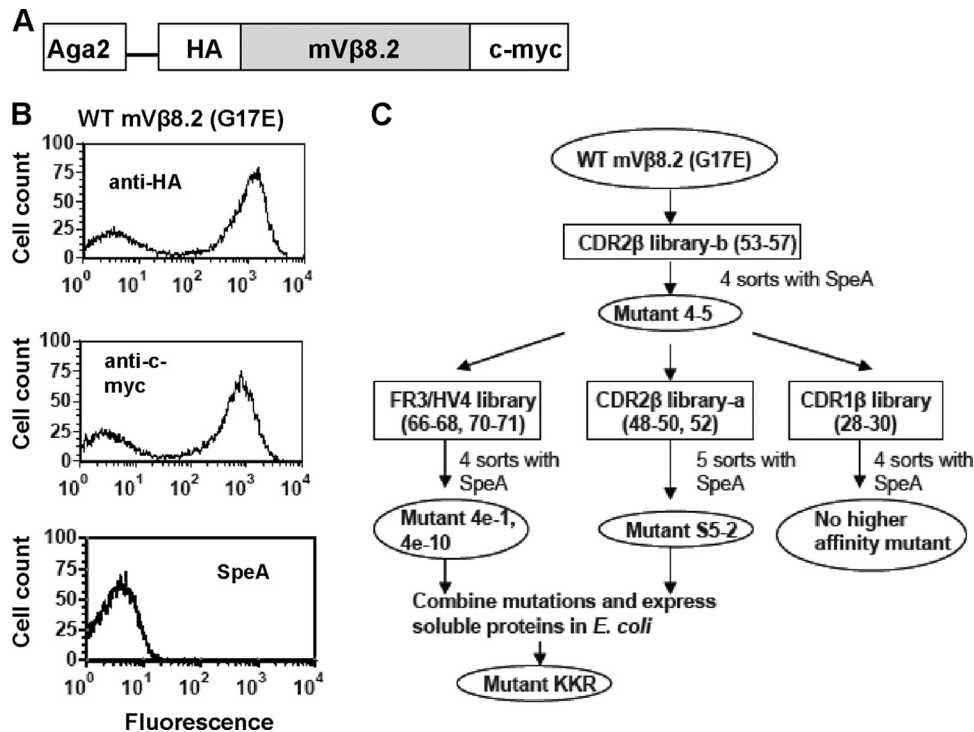 A
Aga2
HA
mVβ8.2
c-myc
B
WT mVβ8.2 (G17E)
Cell count
100
75
50
25
0
anti-HA
10^0 10^1 10^2 10^3 10^4
Cell count
100
75
50
25
0
anti-c-
myc
10^0 10^1 10^2 10^3 10^4
Cell count
100
75
50
25
0
SpeA
10^0 10^1 10^2 10^3 10^4
Fluorescence
C
WT mVβ8.2 (G17E)
CDR2β library-b (53-57)
4 sorts with SpeA
Mutant 4-5
FR3/HV4 library
(66-68, 70-71)
4 sorts with
SpeA
Mutant 4e-1,
4e-10
CDR2β library-a
(48-50, 52)
5 sorts with
SpeA
Mutant S5-2
CDR1β library
(28-30)
4 sorts with
SpeA
No higher
affinity mutant
Combine mutations and express
soluble proteins in E. coli
Mutant KKR